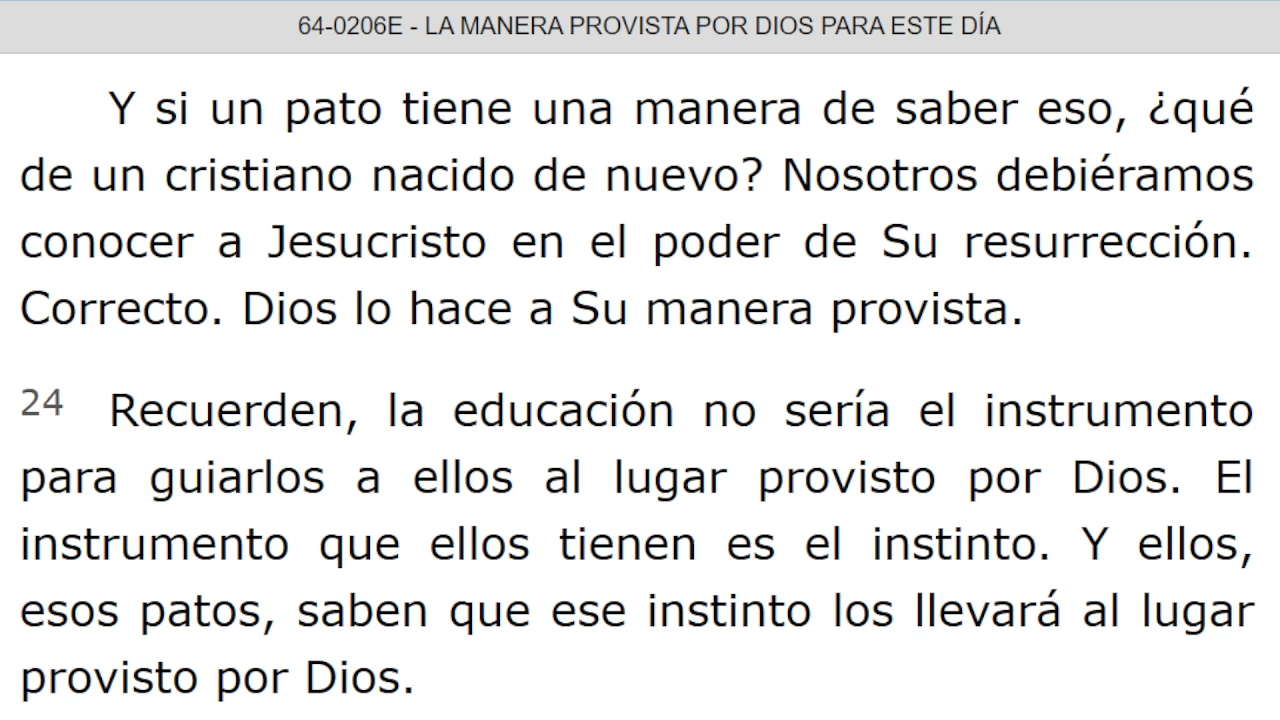 64-0206E - LA MANERA PROVISTA POR DIOS PARA ESTE DÍA
Y si un pato tiene una manera de saber eso, ¿qué
de un cristiano nacido de nuevo? Nosotros debiéramos
conocer a Jesucristo en el poder de Su resurrección.
Correcto. Dios lo hace a Su manera provista.
24 Recuerden, la educación no sería el instrumento
para guiarlos a ellos al lugar provisto por Dios. El
instrumento que ellos tienen es el instinto. Y ellos,
esos patos, saben que ese instinto los llevará al lugar
provisto por Dios.